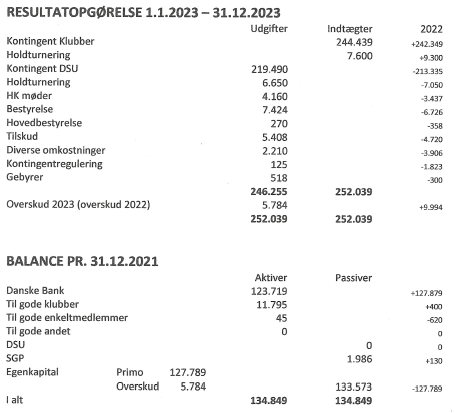 RESULTATOPGØRELSE 1.1.2023 – 31.12.2023
Udgifter Indtægter 2022
Kontingent Klubber 244.439 +242.349
Holdturnering 7.600 +9.300
Kontingent DSU 219.490 -213.335
Holdturnering 6.650 -7.050
HK møder 4.160 -3.437
Bestyrelse 7.424 -6.726
Hovedbestyrelse 270 -358
Tilskud 5.408 -4.720
Diverse omkostninger 2.210 -3.906
Kontingentregulering 125 -1.823
Gebyrer 518 -300
246.255 252.039
Overskud 2023 (overskud 2022) 5.784 +9.994
252.039 252.039
BALANCE PR. 31.12.2021
Aktiver Passiver
Danske Bank 123.719 +127.879
Til gode klubber 11.795 +400
Til gode enkeltmedlemmer 45 -620
Til gode andet 0 0
DSU 0 0
SGP 1.986 +130
Egenkapital Primo 127.789
Overskud 5.784 133.573 -127.789
I alt 134.849 134.849